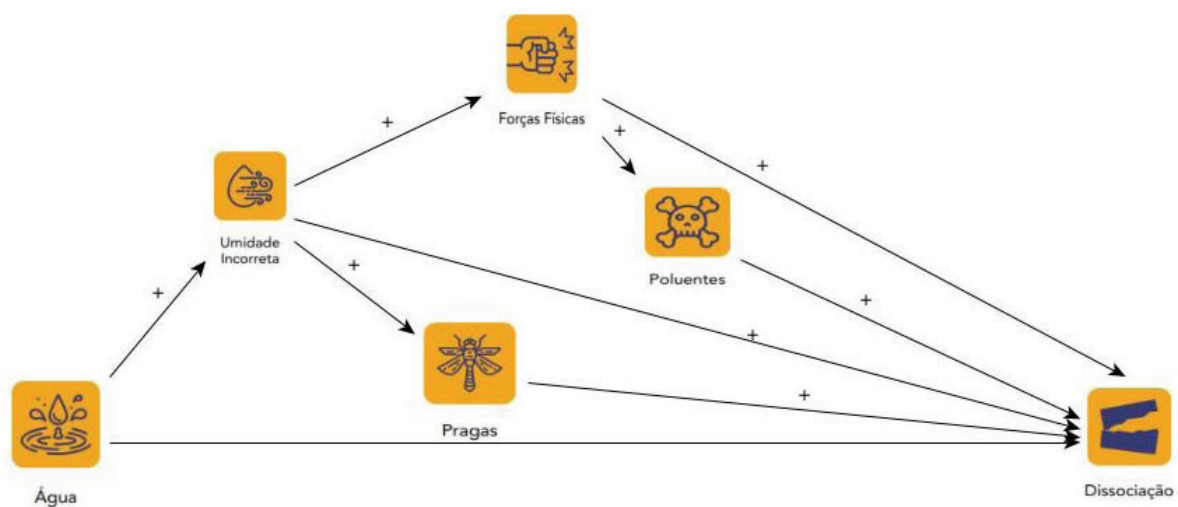 Forças Físicas
+
+
+
Umidade
Incorreta
Poluentes
+
+
+
+
+
Pragas
Água
Dissociação